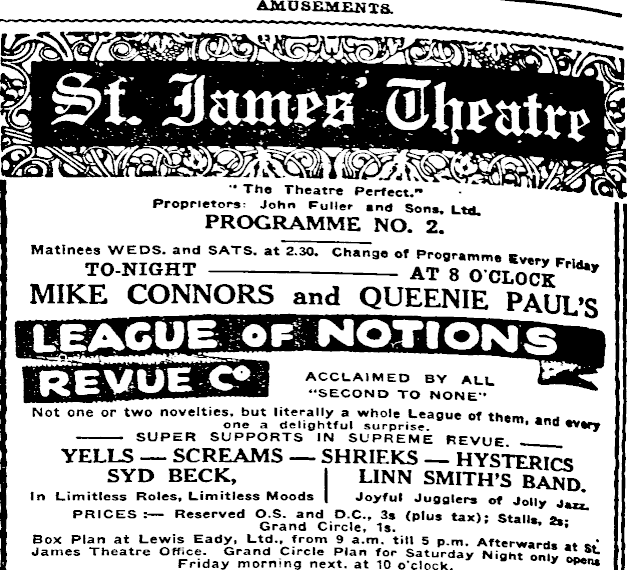 AMUSEMENTS.
St. James' Theatre
"The Theatre Perfect."
Proprietors: John Fuller and Sons, Ltd.
PROGRAMME NO. 2.
Matinees WEDS. and SATS. at 2.30. Change of Programme Every Friday
TO-NIGHT —— AT 8 O'CLOCK
MIKE CONNORS and QUEENIE PAUL'S
LEAGUE OF NOTIONS
REVUE Co
ACCLAIMED BY ALL
"SECOND TO NONE"
Not one or two novelties, but literally a whole League of them, and every
one a delightful surprise.
—— SUPER SUPPORTS IN SUPREME REVUE. ——
YELLS — SCREAMS — SHRIEKS — HYSTERICS
SYD BECK, | LINN SMITH'S BAND.
In Limitless Roles, Limitless Moods | Joyful Jugglers of Jolly Jazz.
PRICES :— Reserved O.S. and D.C., 3s (plus tax); Stalls, 2s;
Grand Circle, 1s.
Box Plan at Lewis Eady, Ltd., from 9 a.m. till 5 p.m. Afterwards at St.
James Theatre Office. Grand Circle Plan for Saturday Night only opens
Friday morning next, at 10 o'clock.